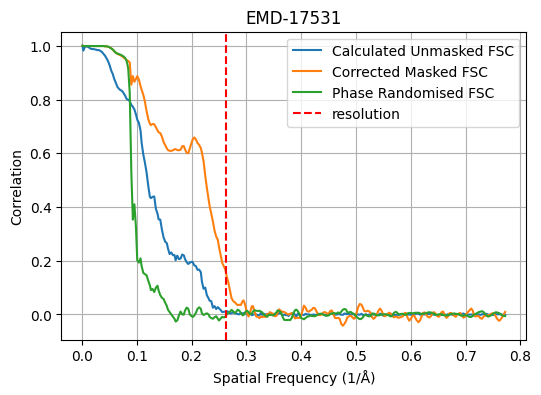 EMD-17531
Calculated Unmasked FSC
Corrected Masked FSC
Phase Randomised FSC
resolution
Correlation
1.0
0.8
0.6
0.4
0.2
0.0
0.0 0.1 0.2 0.3 0.4 0.5 0.6 0.7 0.8
Spatial Frequency (1/Å)